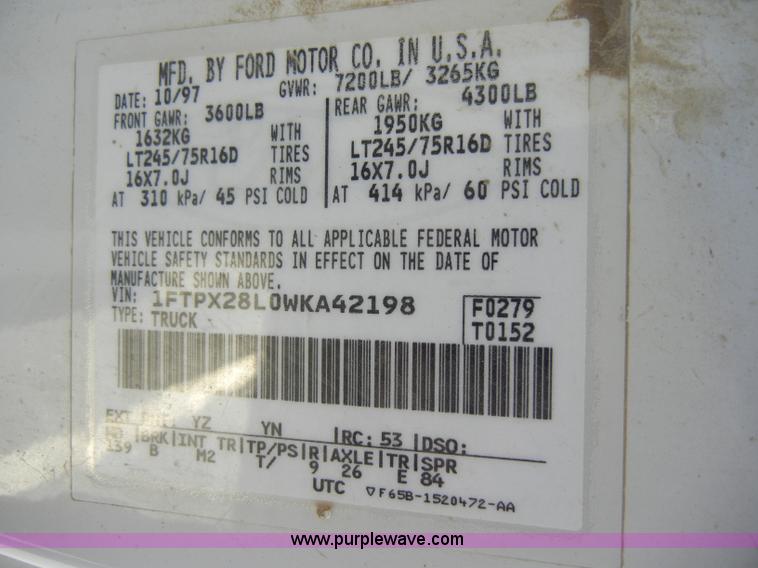 MFD. BY FORD MOTOR CO. IN U.S.A.
DATE: 10/97 GVWR: 7200LB/ 3265KG
FRONT GAWR: 3600LB REAR GAWR: 4300LB
1632KG WITH 1950KG WITH
LT245/75R16D TIRES LT245/75R16D TIRES
16X7.0J RIMS 16X7.0J RIMS
AT 310 kPa/ 45 PSI COLD AT 414 kPa/ 60 PSI COLD
THIS VEHICLE CONFORMS TO ALL APPLICABLE FEDERAL MOTOR
VEHICLE SAFETY STANDARDS IN EFFECT ON THE DATE OF
MANUFACTURE SHOWN ABOVE.
VIN: 1FTPX28L0WKA42198 F0279
TYPE: TRUCK T0152
EXT PNT: YZ YN RC: 53 DSO:
WB BRK INT TR TP/PS R AXLE TR SPR
139 B M2 T/ 9 26 E 84
UTC ▽F65B-1520472-AA
www.purplewave.com